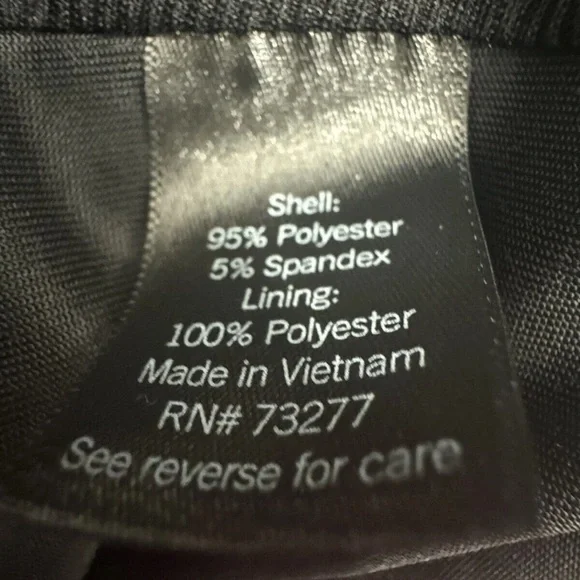 Shell:
95% Polyester
5% Spandex
Lining:
100% Polyester
Made in Vietnam
RN# 73277
See reverse for care